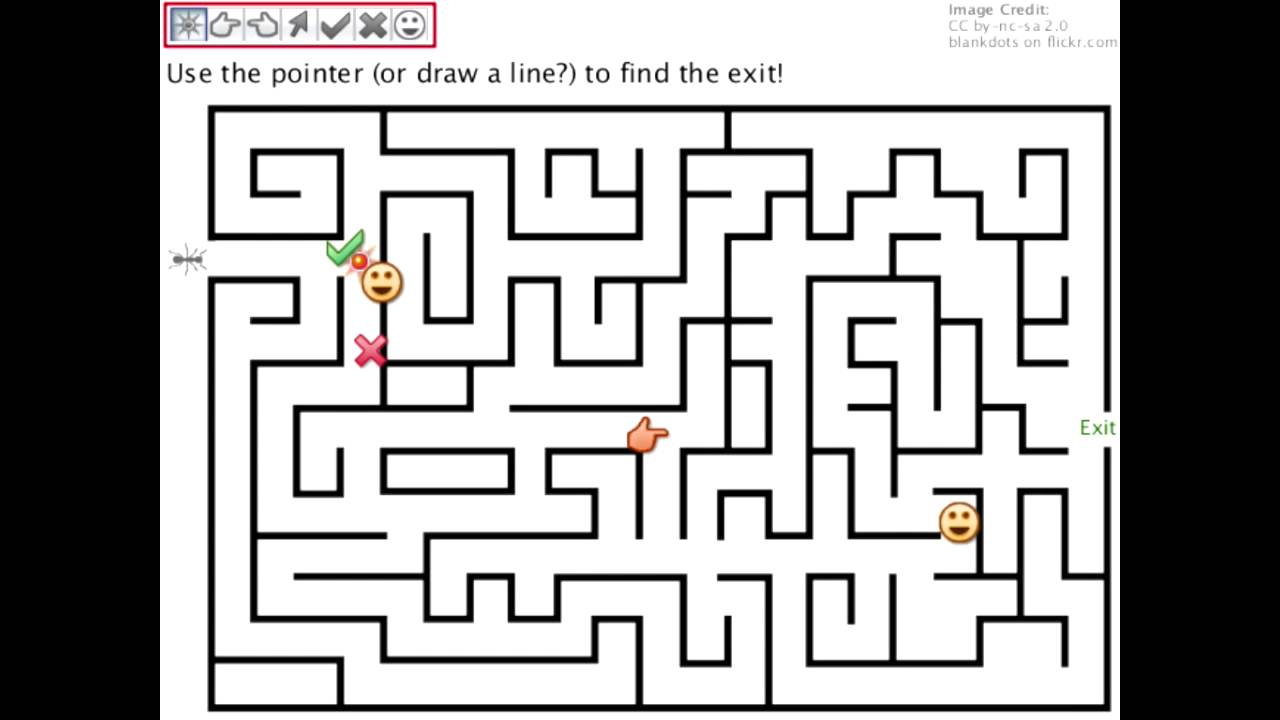 Image Credit:
CC by-nc-sa 2.0
blankdots on flickr.com
Use the pointer (or draw a line?) to find the exit!
Exit